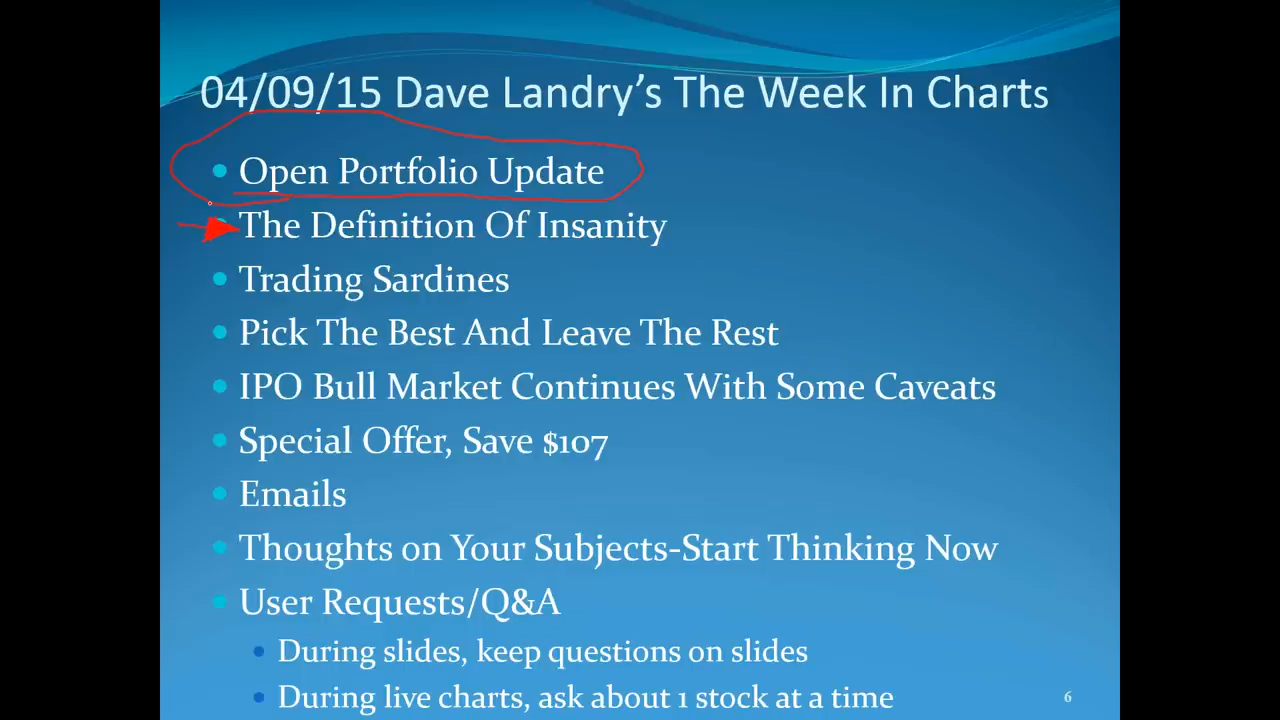 04/09/15 Dave Landry's The Week In Charts
Open Portfolio Update
The Definition Of Insanity
Trading Sardines
Pick The Best And Leave The Rest
IPO Bull Market Continues With Some Caveats
Special Offer, Save $107
Emails
Thoughts on Your Subjects-Start Thinking Now
User Requests/Q&A
During slides, keep questions on slides
During live charts, ask about 1 stock at a time
6